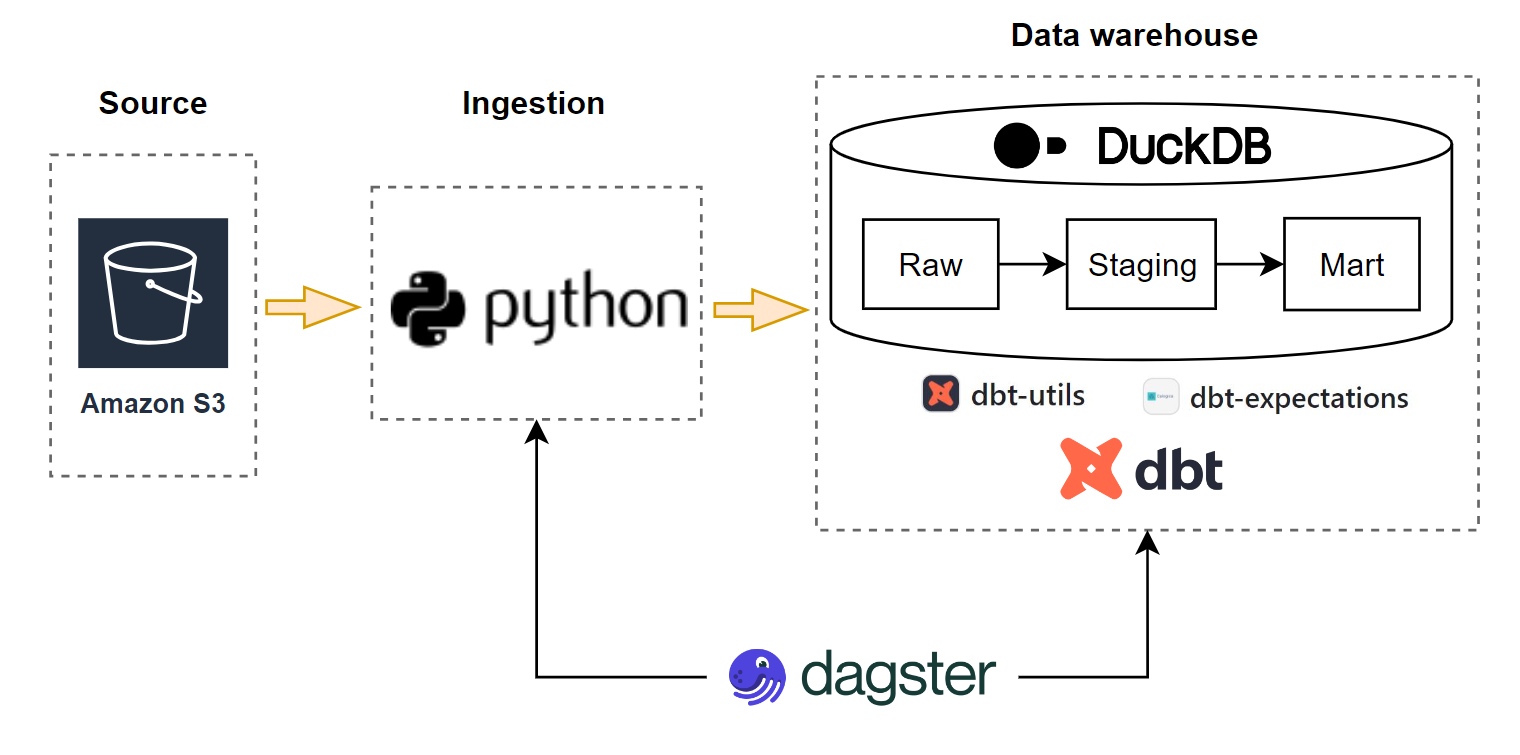 Data warehouse
Source
Ingestion
DuckDB
Raw
Staging
Mart
python
Amazon S3
dbt-utils
dbt-expectations
dbt
dagster